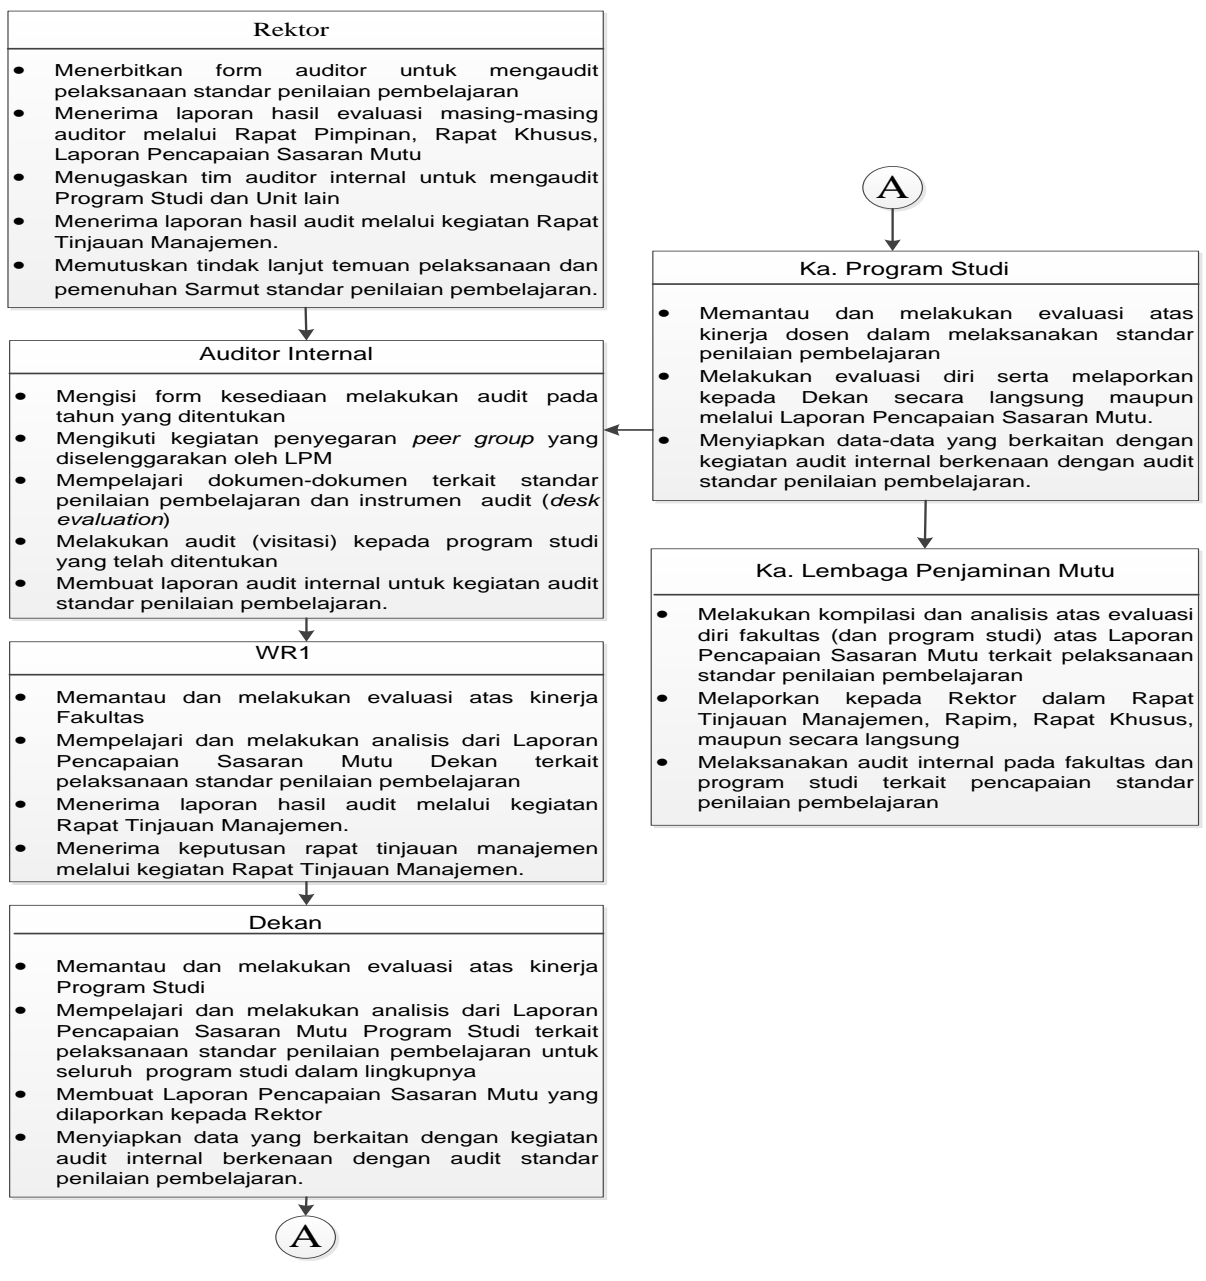 Rektor
• Menerbitkan form auditor untuk mengaudit
pelaksanaan standar penilaian pembelajaran
• Menerima laporan hasil evaluasi masing-masing
auditor melalui Rapat Pimpinan, Rapat Khusus,
Laporan Pencapaian Sasaran Mutu
• Menugaskan tim auditor internal untuk mengaudit
Program Studi dan Unit lain
• Menerima laporan hasil audit melalui kegiatan Rapat
Tinjauan Manajemen.
• Memutuskan tindak lanjut temuan pelaksanaan dan
pemenuhan Sarmut standar penilaian pembelajaran.
Auditor Internal
• Mengisi form kesediaan melakukan audit pada
tahun yang ditentukan
• Mengikuti kegiatan penyegaran peer group yang
diselenggarakan oleh LPM
• Mempelajari dokumen-dokumen terkait standar
penilaian pembelajaran dan instrumen audit (desk
evaluation)
• Melakukan audit (visitasi) kepada program studi
yang telah ditentukan
• Membuat laporan audit internal untuk kegiatan audit
standar penilaian pembelajaran.
WR1
• Memantau dan melakukan evaluasi atas kinerja
Fakultas
• Mempelajari dan melakukan analisis dari Laporan
Pencapaian Sasaran Mutu Dekan terkait
pelaksanaan standar penilaian pembelajaran
• Menerima laporan hasil audit melalui kegiatan
Rapat Tinjauan Manajemen.
• Menerima keputusan rapat tinjauan manajemen
melalui kegiatan Rapat Tinjauan Manajemen.
Dekan
• Memantau dan melakukan evaluasi atas kinerja
Program Studi
• Mempelajari dan melakukan analisis dari Laporan
Pencapaian Sasaran Mutu Program Studi terkait
pelaksanaan standar penilaian pembelajaran untuk
seluruh program studi dalam lingkupnya
• Membuat Laporan Pencapaian Sasaran Mutu yang
dilaporkan kepada Rektor
• Menyiapkan data yang berkaitan dengan kegiatan
audit internal berkenaan dengan audit standar
penilaian pembelajaran.
A
A
Ka. Program Studi
• Memantau dan melakukan evaluasi atas
kinerja dosen dalam melaksanakan standar
penilaian pembelajaran
• Melakukan evaluasi diri serta melaporkan
kepada Dekan secara langsung maupun
melalui Laporan Pencapaian Sasaran Mutu.
• Menyiapkan data-data yang berkaitan dengan
kegiatan audit internal berkenaan dengan audit
standar penilaian pembelajaran.
Ka. Lembaga Penjaminan Mutu
• Melakukan kompilasi dan analisis atas evaluasi
diri fakultas (dan program studi) atas Laporan
Pencapaian Sasaran Mutu terkait pelaksanaan
standar penilaian pembelajaran
• Melaporkan kepada Rektor dalam Rapat
Tinjauan Manajemen, Rapim, Rapat Khusus,
maupun secara langsung
• Melaksanakan audit internal pada fakultas dan
program studi terkait pencapaian standar
penilaian pembelajaran